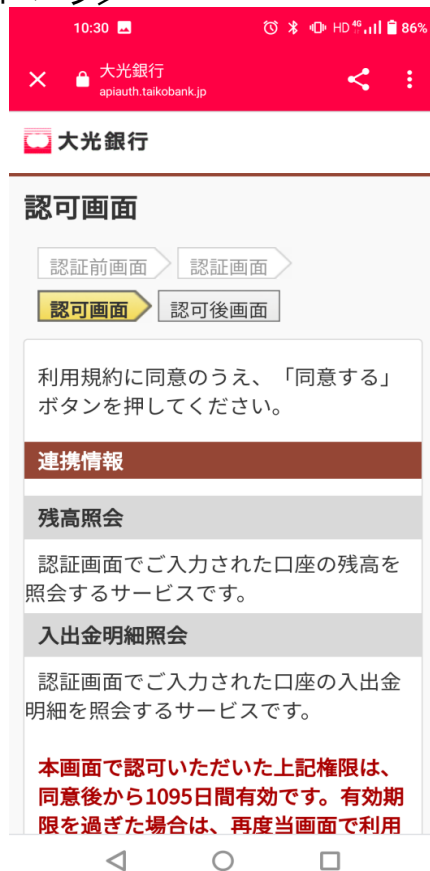 10:30 HD 4G 86%
大光銀行
apiauth.taikobank.jp
大光銀行
認可画面
認証前画面 認証画面
認可画面 認可後画面
利用規約に同意のうえ、「同意する」
ボタンを押してください。
連携情報
残高照会
認証画面でご入力された口座の残高を
照会するサービスです。
入出金明細照会
認証画面でご入力された口座の入出金
明細を照会するサービスです。
本画面で認可いただいた上記権限は、
同意後から1095日間有効です。有効期
限を過ぎた場合は、再度当画面で利用